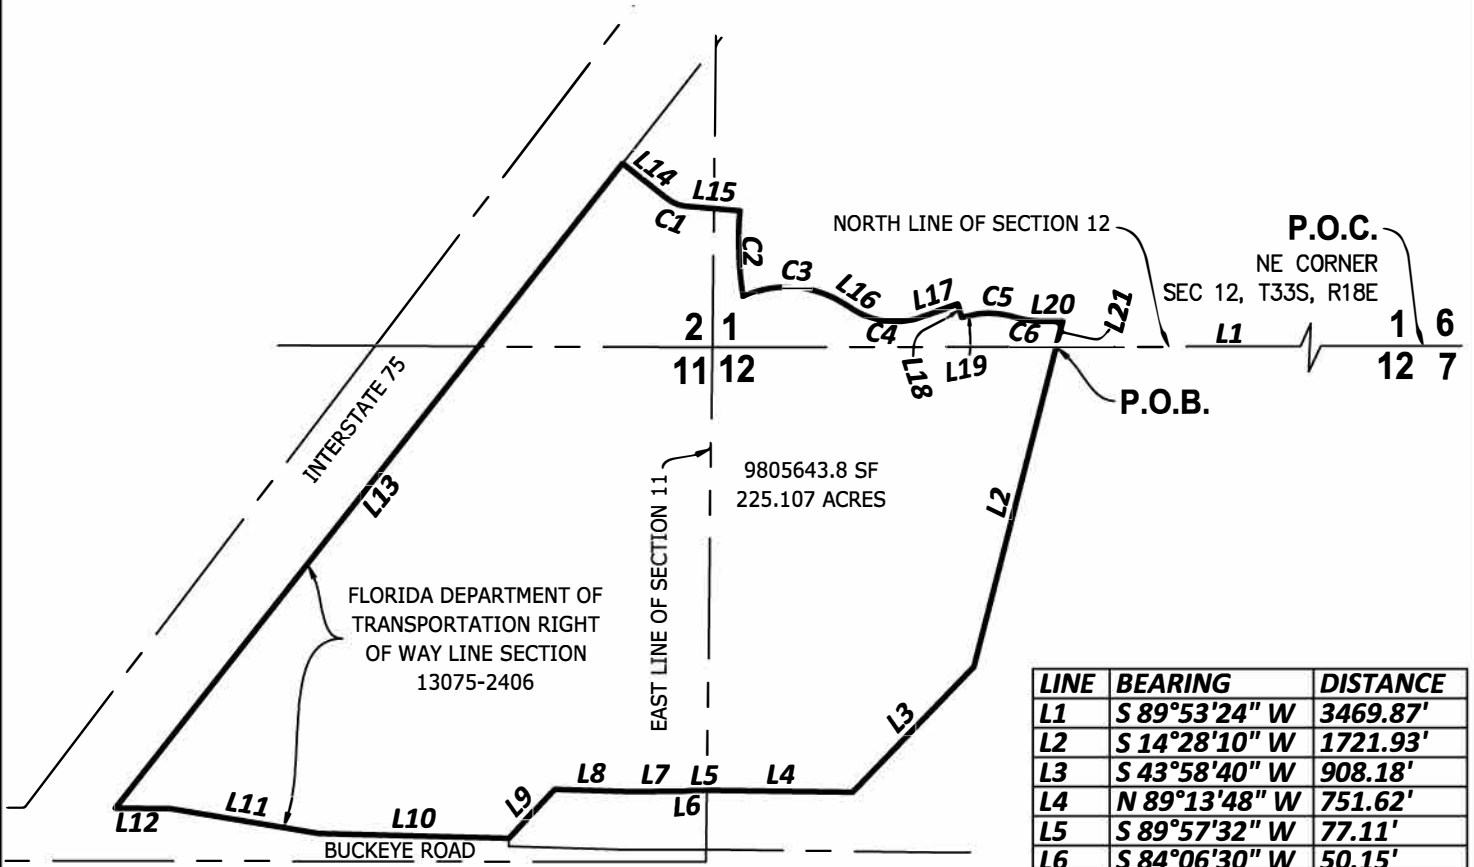 L14
L15
C1
C2
C3
L16
C4
L17
C5
L20
C6
L21
L18
L19
NORTH LINE OF SECTION 12
P.O.C.
NE CORNER
SEC 12, T33S, R18E
L1
1 6
12 7
2 1
11 12
P.O.B.
INTERSTATE 75
L13
EAST LINE OF SECTION 11
9805643.8 SF
225.107 ACRES
L2
FLORIDA DEPARTMENT OF
TRANSPORTATION RIGHT
OF WAY LINE SECTION
13075-2406
L3
L8
L7
L5
L4
L6
L9
L10
L11
L12
BUCKEYE ROAD
LINE BEARING DISTANCE
L1 S 89°53'24" W 3469.87'
L2 S 14°28'10" W 1721.93'
L3 S 43°58'40" W 908.18'
L4 N 89°13'48" W 751.62'
L5 S 89°57'32" W 77.11'
L6 S 84°06'30" W 50.15'